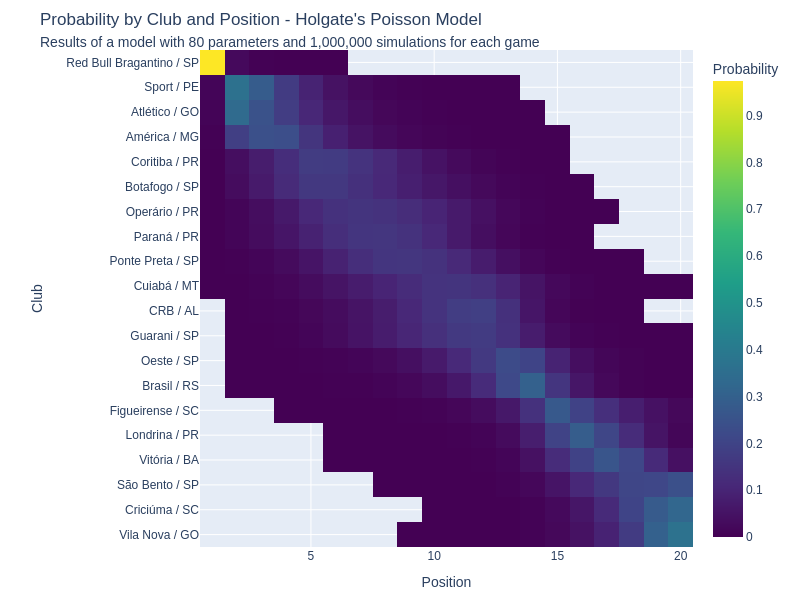 Probability by Club and Position - Holgate's Poisson Model
Results of a model with 80 parameters and 1,000,000 simulations for each game
Probability
Club
Red Bull Bragantino / SP
Sport / PE
Atlético / GO
América / MG
Coritiba / PR
Botafogo / SP
Operário / PR
Paraná / PR
Ponte Preta / SP
Cuiabá / MT
CRB / AL
Guarani / SP
Oeste / SP
Brasil / RS
Figueirense / SC
Londrina / PR
Vitória / BA
São Bento / SP
Criciúma / SC
Vila Nova / GO
0.9
0.8
0.7
0.6
0.5
0.4
0.3
0.2
0.1
0
5
10
15
20
Position